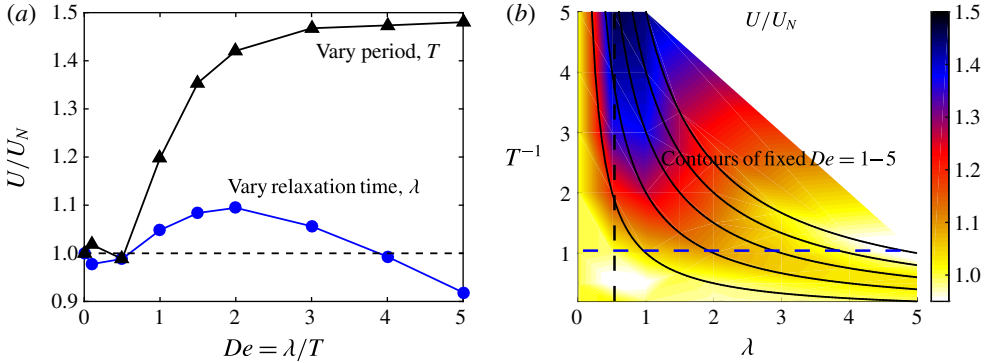 (a)
1.5
1.4
1.3
1.2
1.1
1.0
0.9
U/U_N
Vary period, T
Vary relaxation time, λ
0 1 2 3 4 5
De = λ/T
(b)
U/U_N
5
4
3
2
1
T⁻¹
Contours of fixed De = 1–5
0 1 2 3 4 5
λ
1.5
1.4
1.3
1.2
1.1
1.0